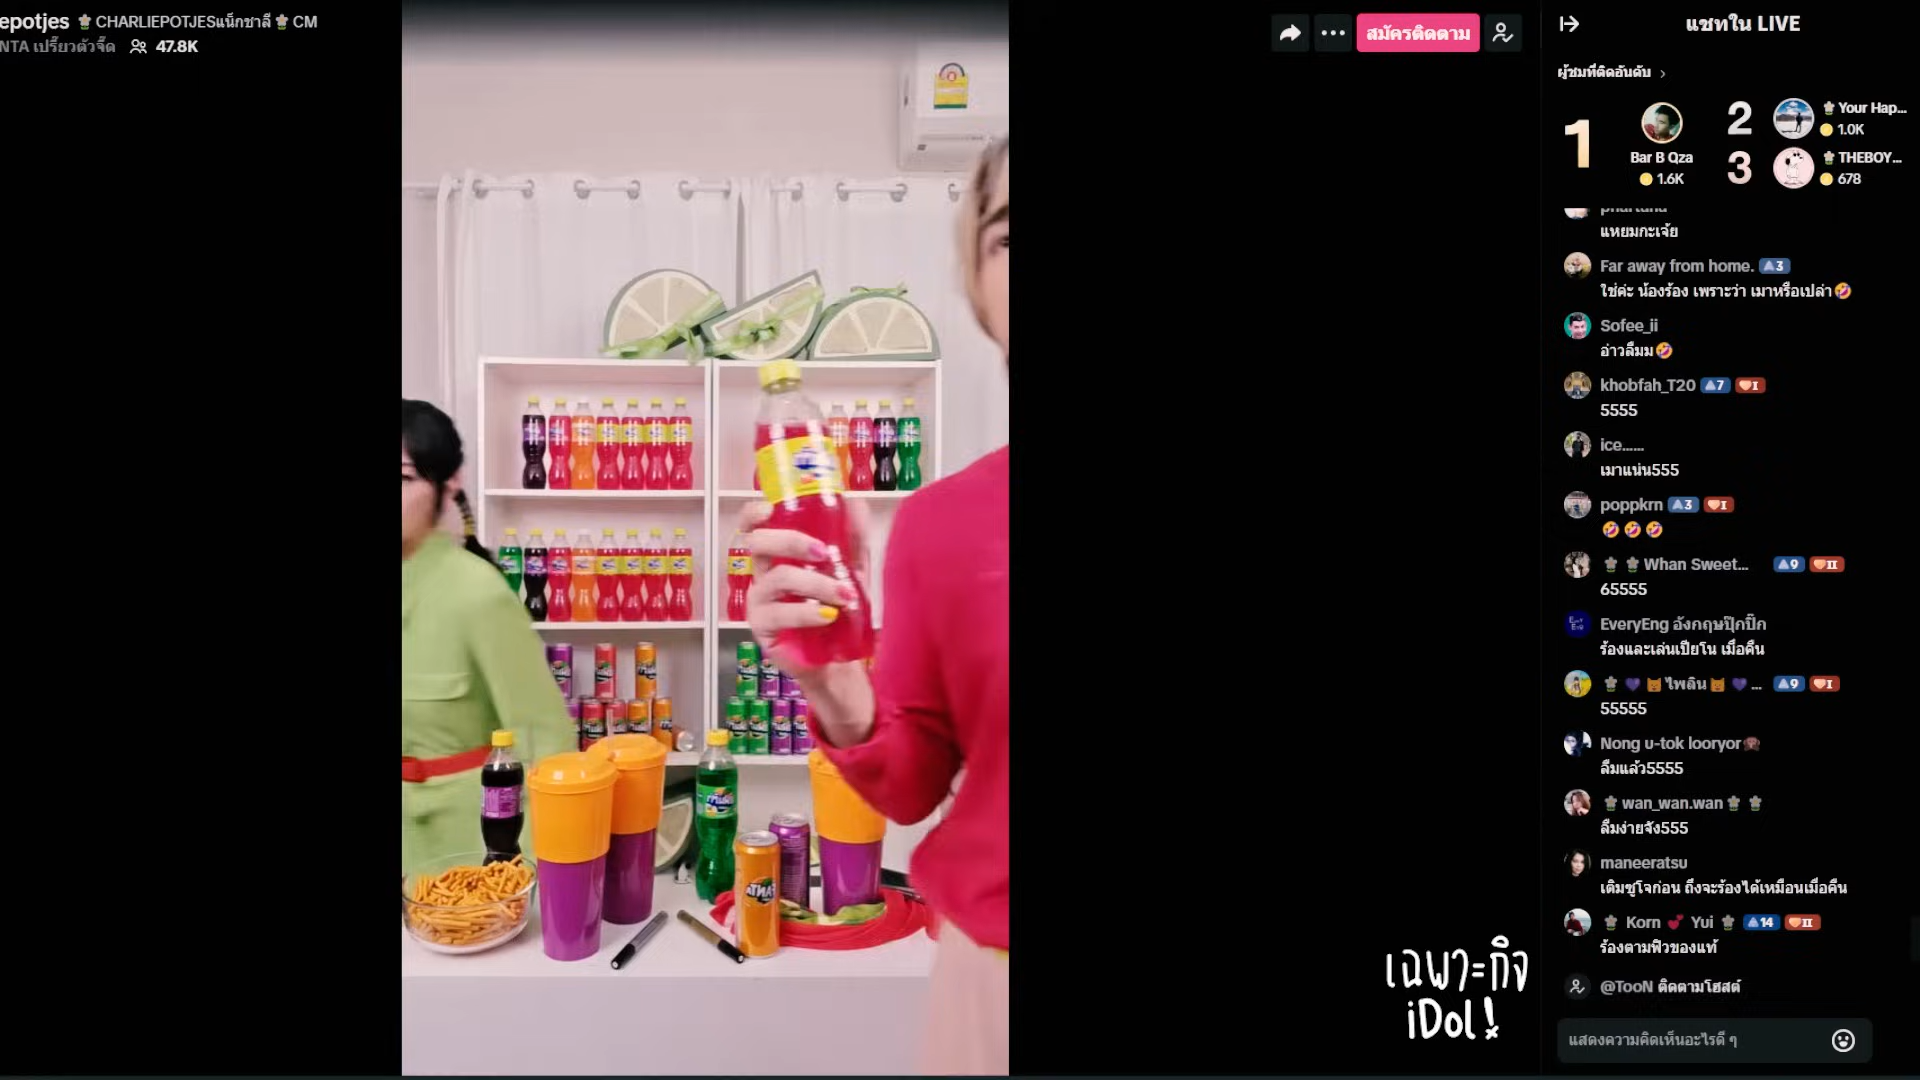 epotjes CHARLIEPOTJESแน็กชาลี CM
NTA เปรี้ยวตัวจี๊ด 47.8K
สมัครติดตาม
แชทใน LIVE
ผู้ชมที่ติดอันดับ
1
Bar B Qza
1.6K
2
Your Hap...
1.0K
3
THEBOY...
678
แหยมกะเจ้ย
Far away from home. 3
ใช่ค่ะ น้องร้อง เพราะว่า เมาหรือเปล่า🤣
Sofee_ii
อ่าวลืมม🤣
khobfah_T20 7 I
5555
ice......
เมาแน่น555
poppkrn 3 I
🤣🤣🤣
Whan Sweet... 9 II
65555
EveryEng อังกฤษปุ๊กปิ๊ก
ร้องและเล่นเปียโน เมื่อคืน
ไพลิน ... 9 I
55555
Nong u-tok looryor
ลืมแล้ว5555
wan_wan.wan
ลืมง่ายจัง555
maneeratsu
เติมชูโจก่อน ถึงจะร้องได้เหมือนเมื่อคืน
Korn 💕 Yui 14 II
ร้องตามฟิวของแท้
@TooN ติดตามโฮสต์
แสดงความคิดเห็นอะไรดี ๆ
เฉพาะกิจ
iDol!
FANTA